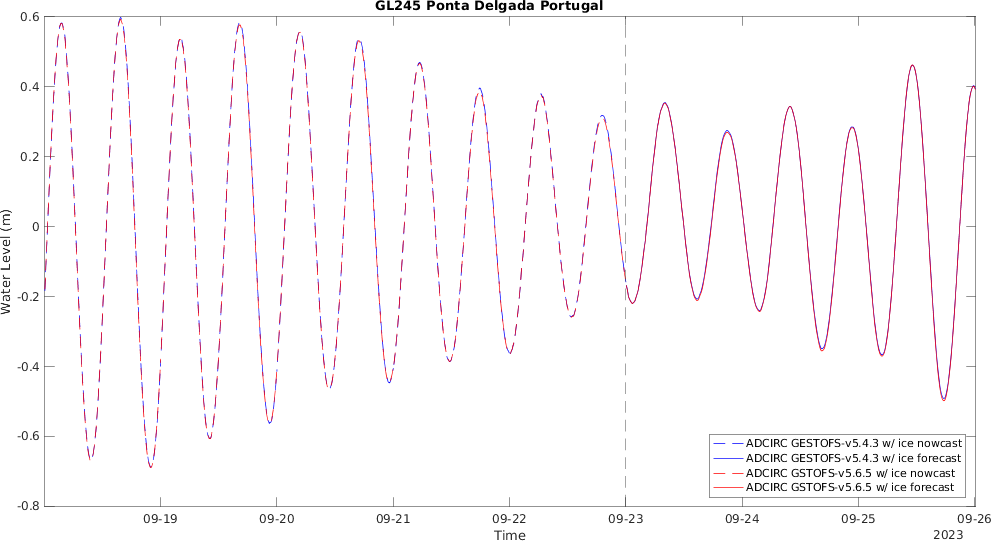 GL245 Ponta Delgada Portugal
0.6
0.4
0.2
0
-0.2
-0.4
-0.6
-0.8
Water Level (m)
ADCIRC GESTOFS-v5.4.3 w/ ice nowcast
ADCIRC GESTOFS-v5.4.3 w/ ice forecast
ADCIRC GSTOFS-v5.6.5 w/ ice nowcast
ADCIRC GSTOFS-v5.6.5 w/ ice forecast
09-19 09-20 09-21 09-22 09-23 09-24 09-25 09-26
Time
2023